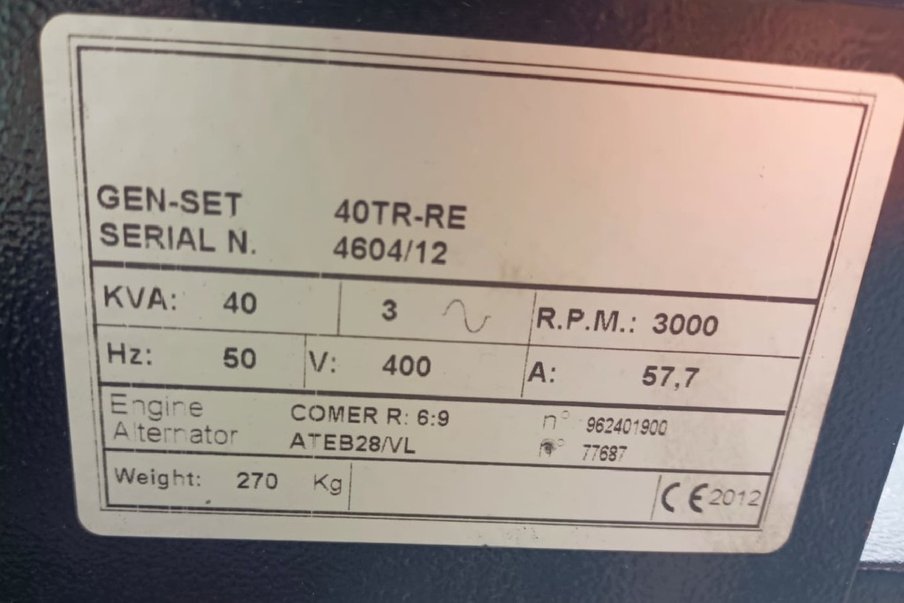 GEN-SET 40TR-RE
SERIAL N. 4604/12
KVA: 40 3 R.P.M.: 3000
Hz: 50 V: 400 A: 57,7
Engine COMER R: 6:9 n° 962401900
Alternator ATEB28/VL n° 77687
Weight: 270 Kg CE 2012